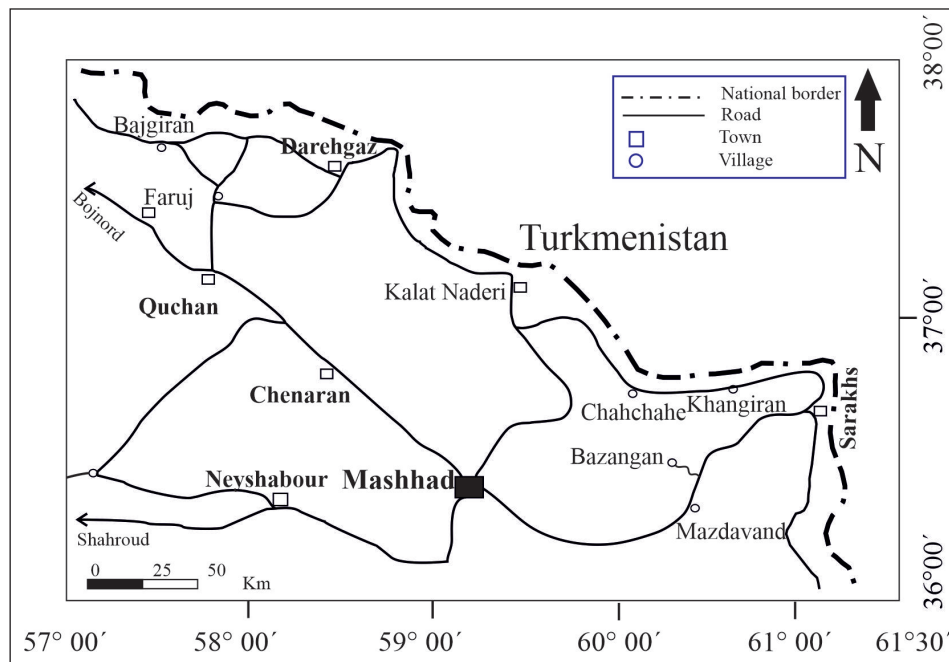 38°00´
National border
Road
Town
Village
N
Bajgiran
Darehgaz
Faruj
Bojnord
Turkmenistan
Kalat Naderi
Quchan
37°00´
Chenaran
Chahchahe
Khangiran
Sarakhs
Bazangan
Neyshabour
Mashhad
Mazdavand
Shahroud
0 25 50
Km
36°00´
57° 00´ 58° 00´ 59° 00´ 60° 00´ 61° 00´ 61°30´